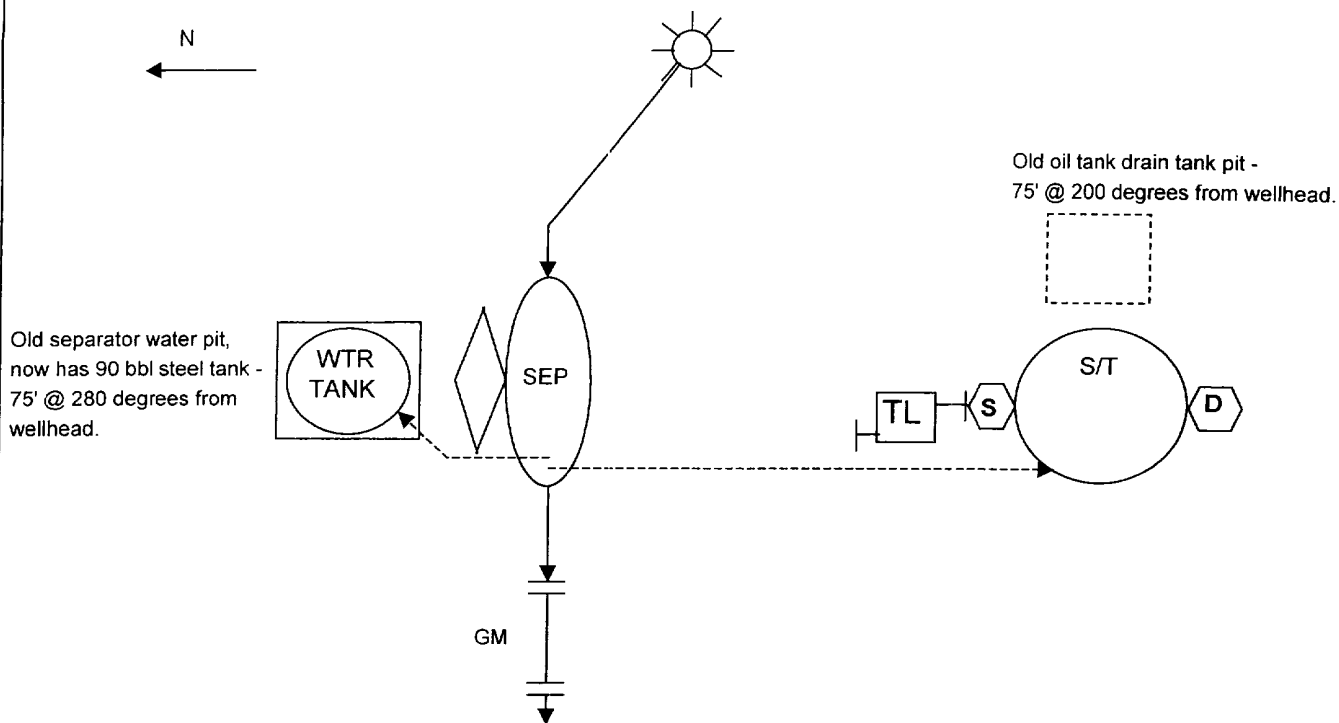 N
Old oil tank drain tank pit -
75' @ 200 degrees from wellhead.
Old separator water pit,
now has 90 bbl steel tank -
75' @ 280 degrees from
wellhead.
WTR
TANK
SEP
S/T
TL
S
D
GM